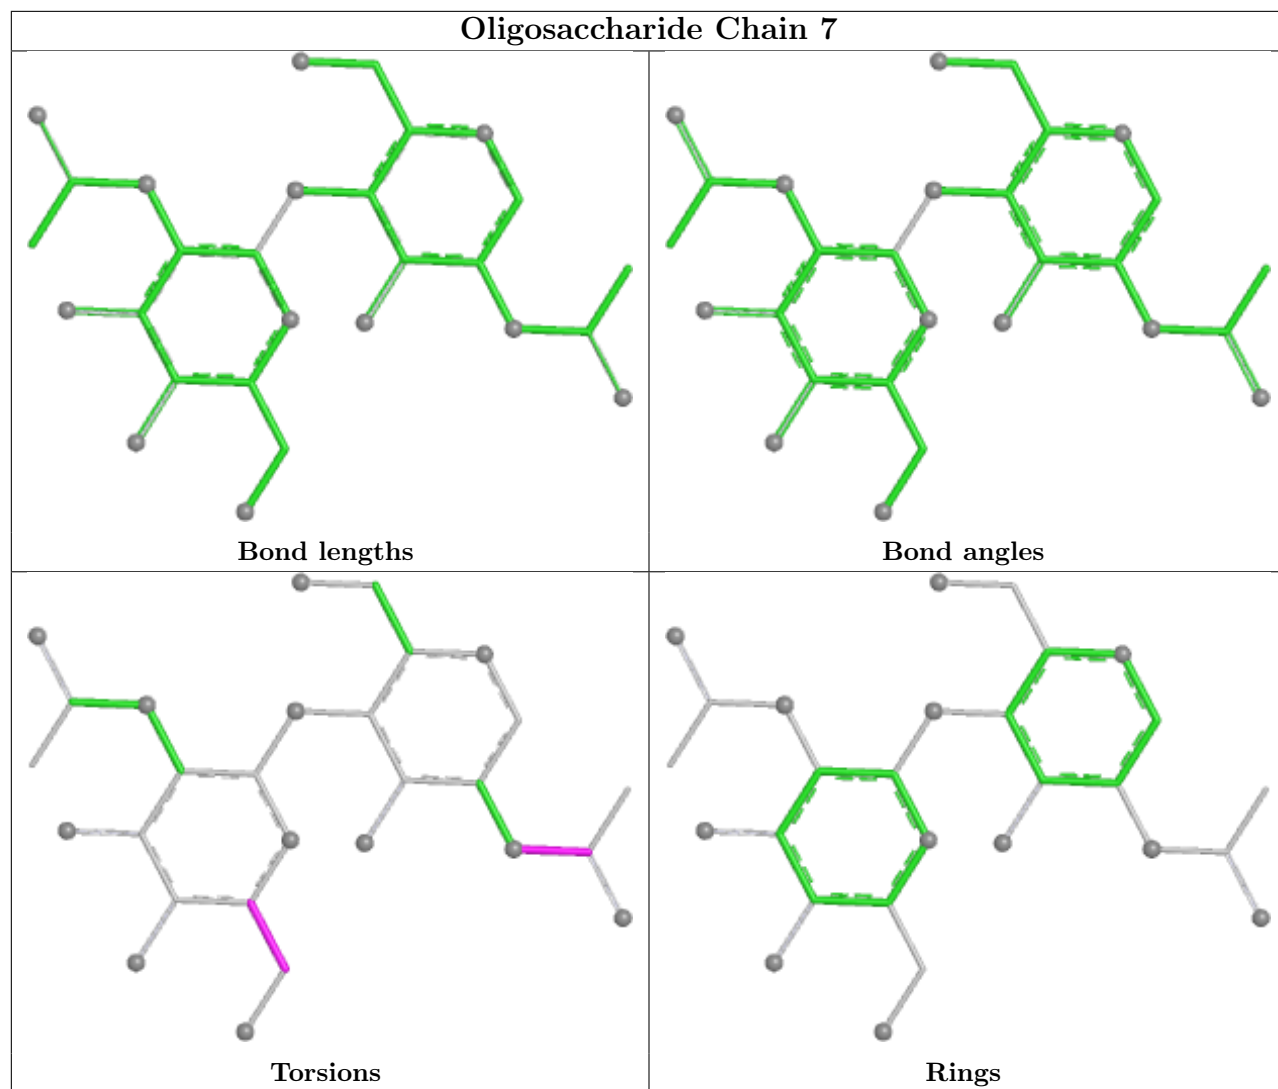 Oligosaccharide Chain 7
Bond lengths
Bond angles
Torsions
Rings